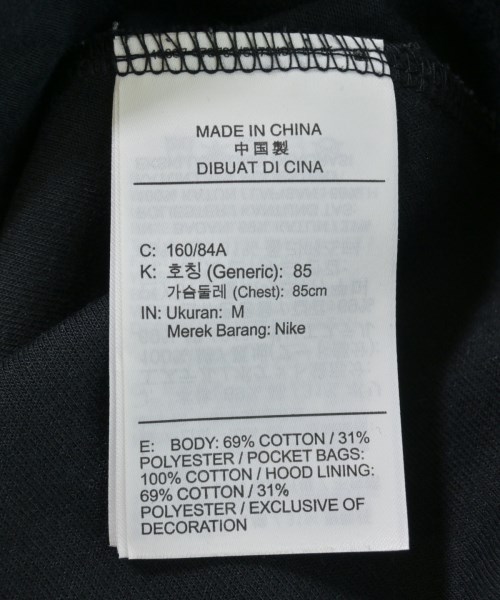 MADE IN CHINA
中国製
DIBUAT DI CINA
C: 160/84A
K: 호칭 (Generic): 85
가슴둘레 (Chest): 85cm
IN: Ukuran: M
Merek Barang: Nike
E: BODY: 69% COTTON / 31%
POLYESTER / POCKET BAGS:
100% COTTON / HOOD LINING:
69% COTTON / 31%
POLYESTER / EXCLUSIVE OF
DECORATION